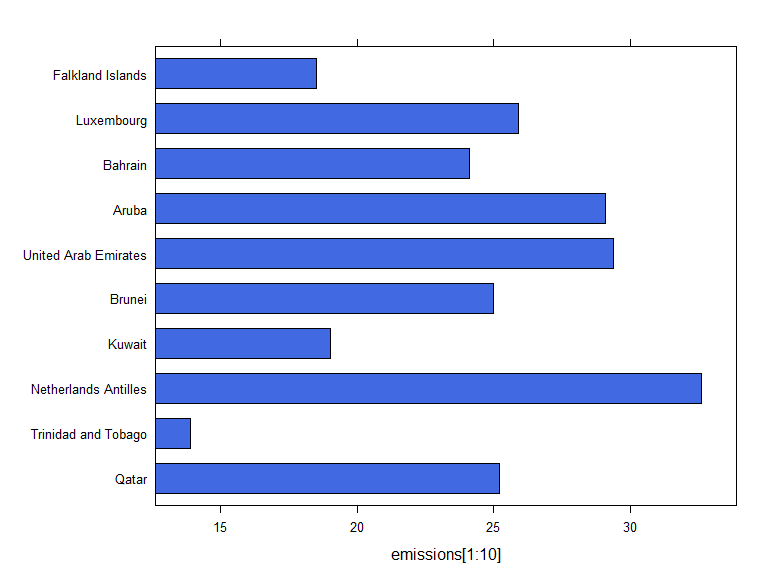 Falkland Islands
Luxembourg
Bahrain
Aruba
United Arab Emirates
Brunei
Kuwait
Netherlands Antilles
Trinidad and Tobago
Qatar
15 20 25 30
emissions[1:10]